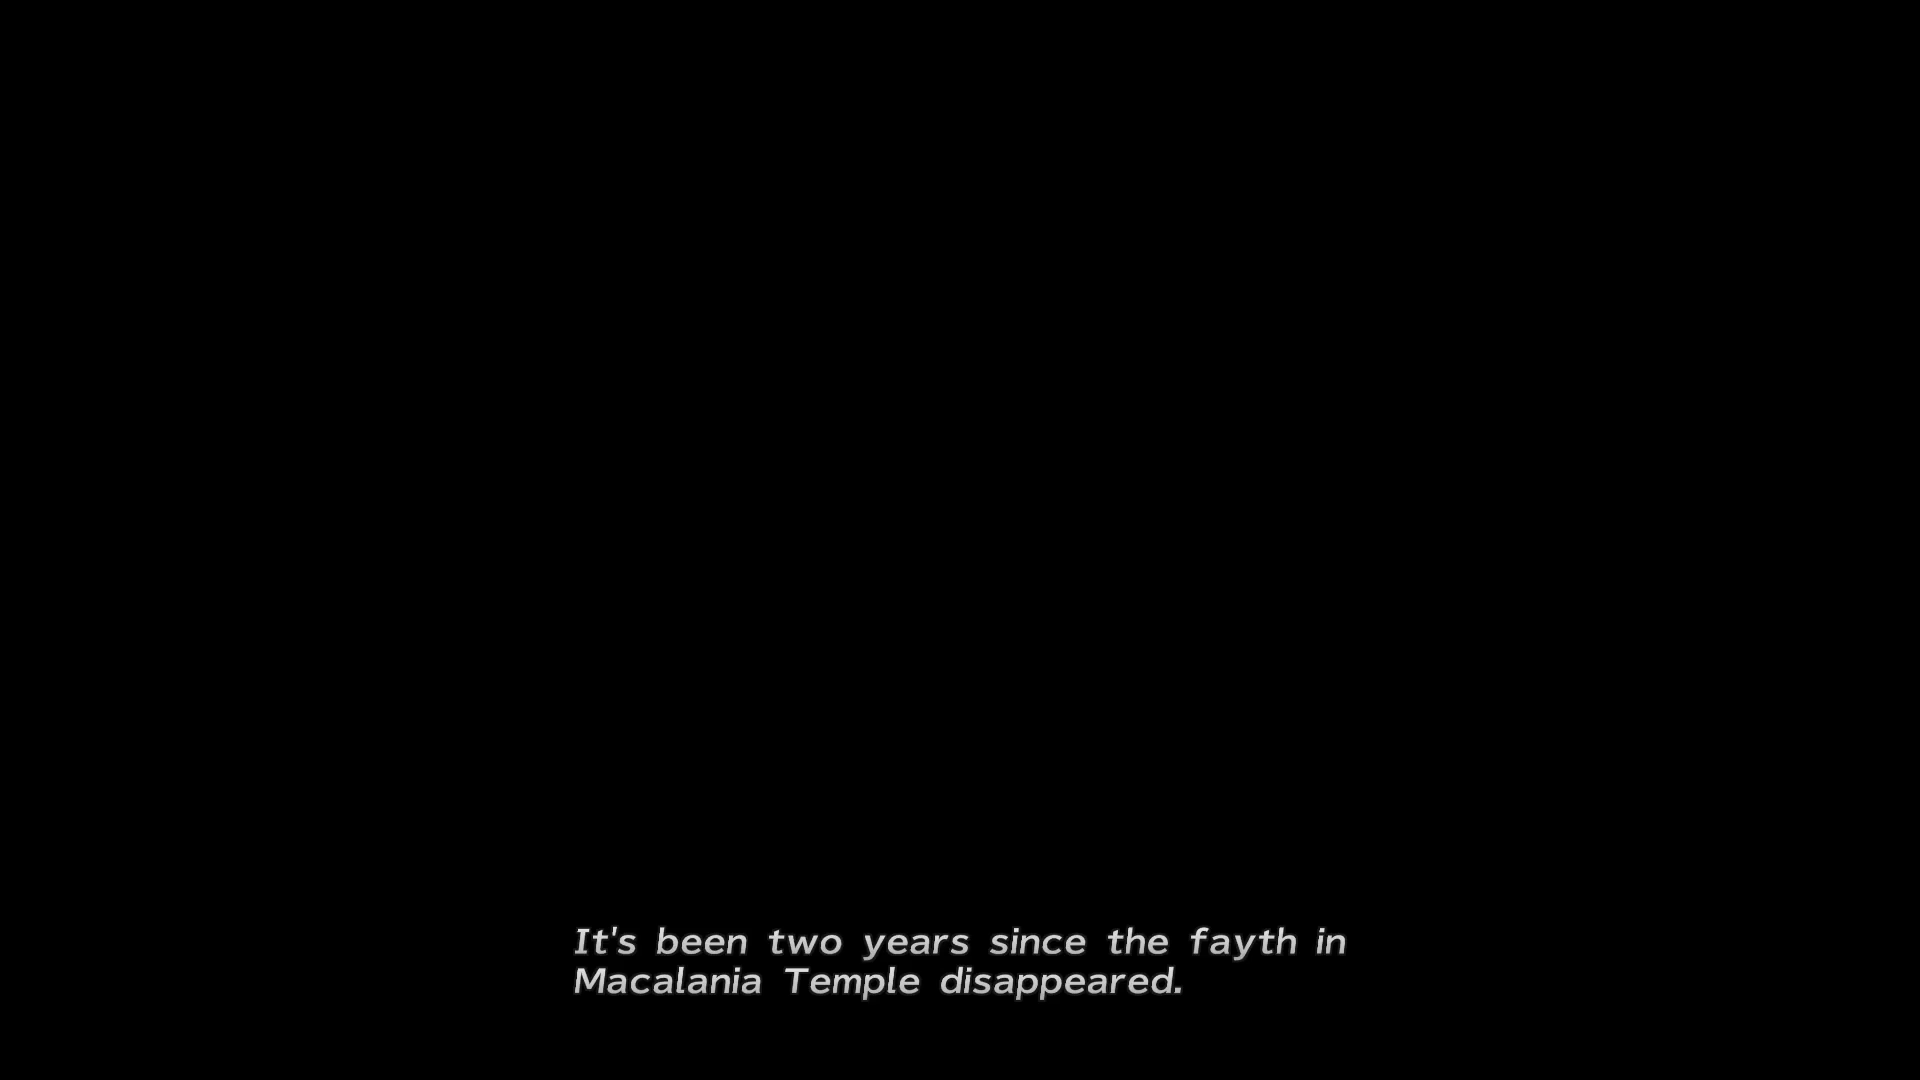 It's been two years since the fayth in
Macalania Temple disappeared.